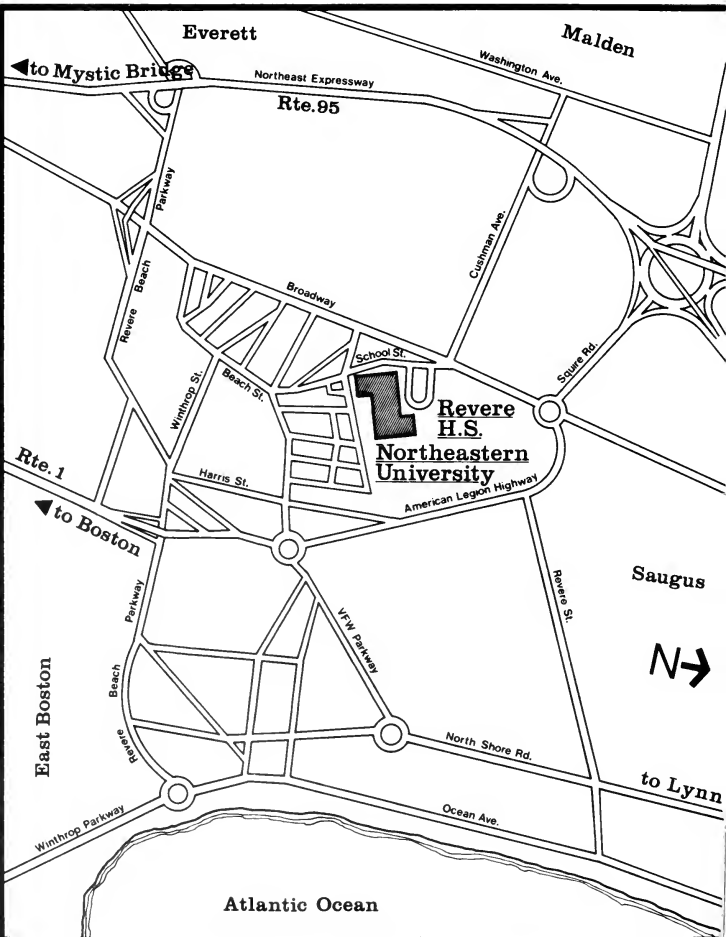 Everett
Malden
to Mystic Bridge
Northeast Expressway
Washington Ave.
Rte.95
Parkway
Beach
Revere
Cushman Ave.
Broadway
School St.
Squire Rd.
Beach St.
Winthrop St.
Revere
H.S.
Northeastern
University
Rte.1
to Boston
Harris St.
American Legion Highway
Saugus
Revere St.
N
Parkway
VFW Parkway
Beach
Revere
East Boston
North Shore Rd.
to Lynn
Winthrop Parkway
Ocean Ave.
Atlantic Ocean